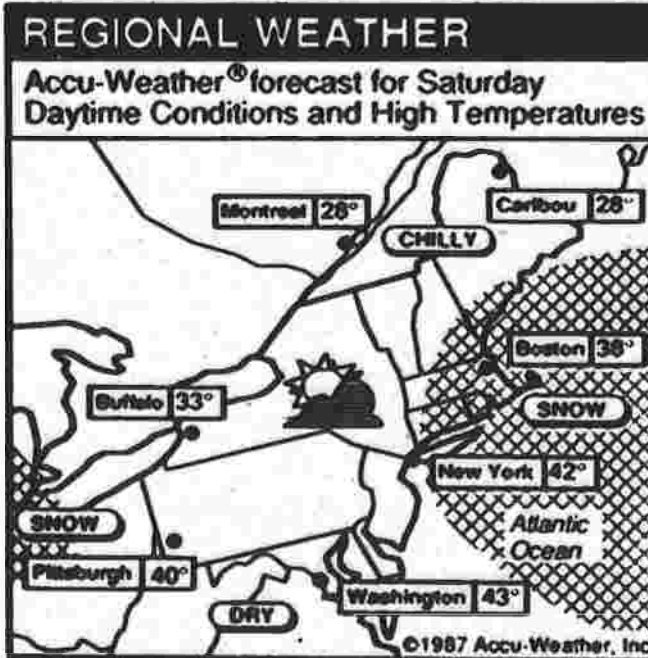 REGIONAL WEATHER
Accu-Weather® forecast for Saturday
Daytime Conditions and High Temperatures
Montreal 28°
Caribou 28°
CHILLY
Boston 38°
Buffalo 33°
SNOW
New York 42°
SNOW
Atlantic
Ocean
Pittsburgh 40°
Washington 43°
DRY
©1987 Accu-Weather, Inc